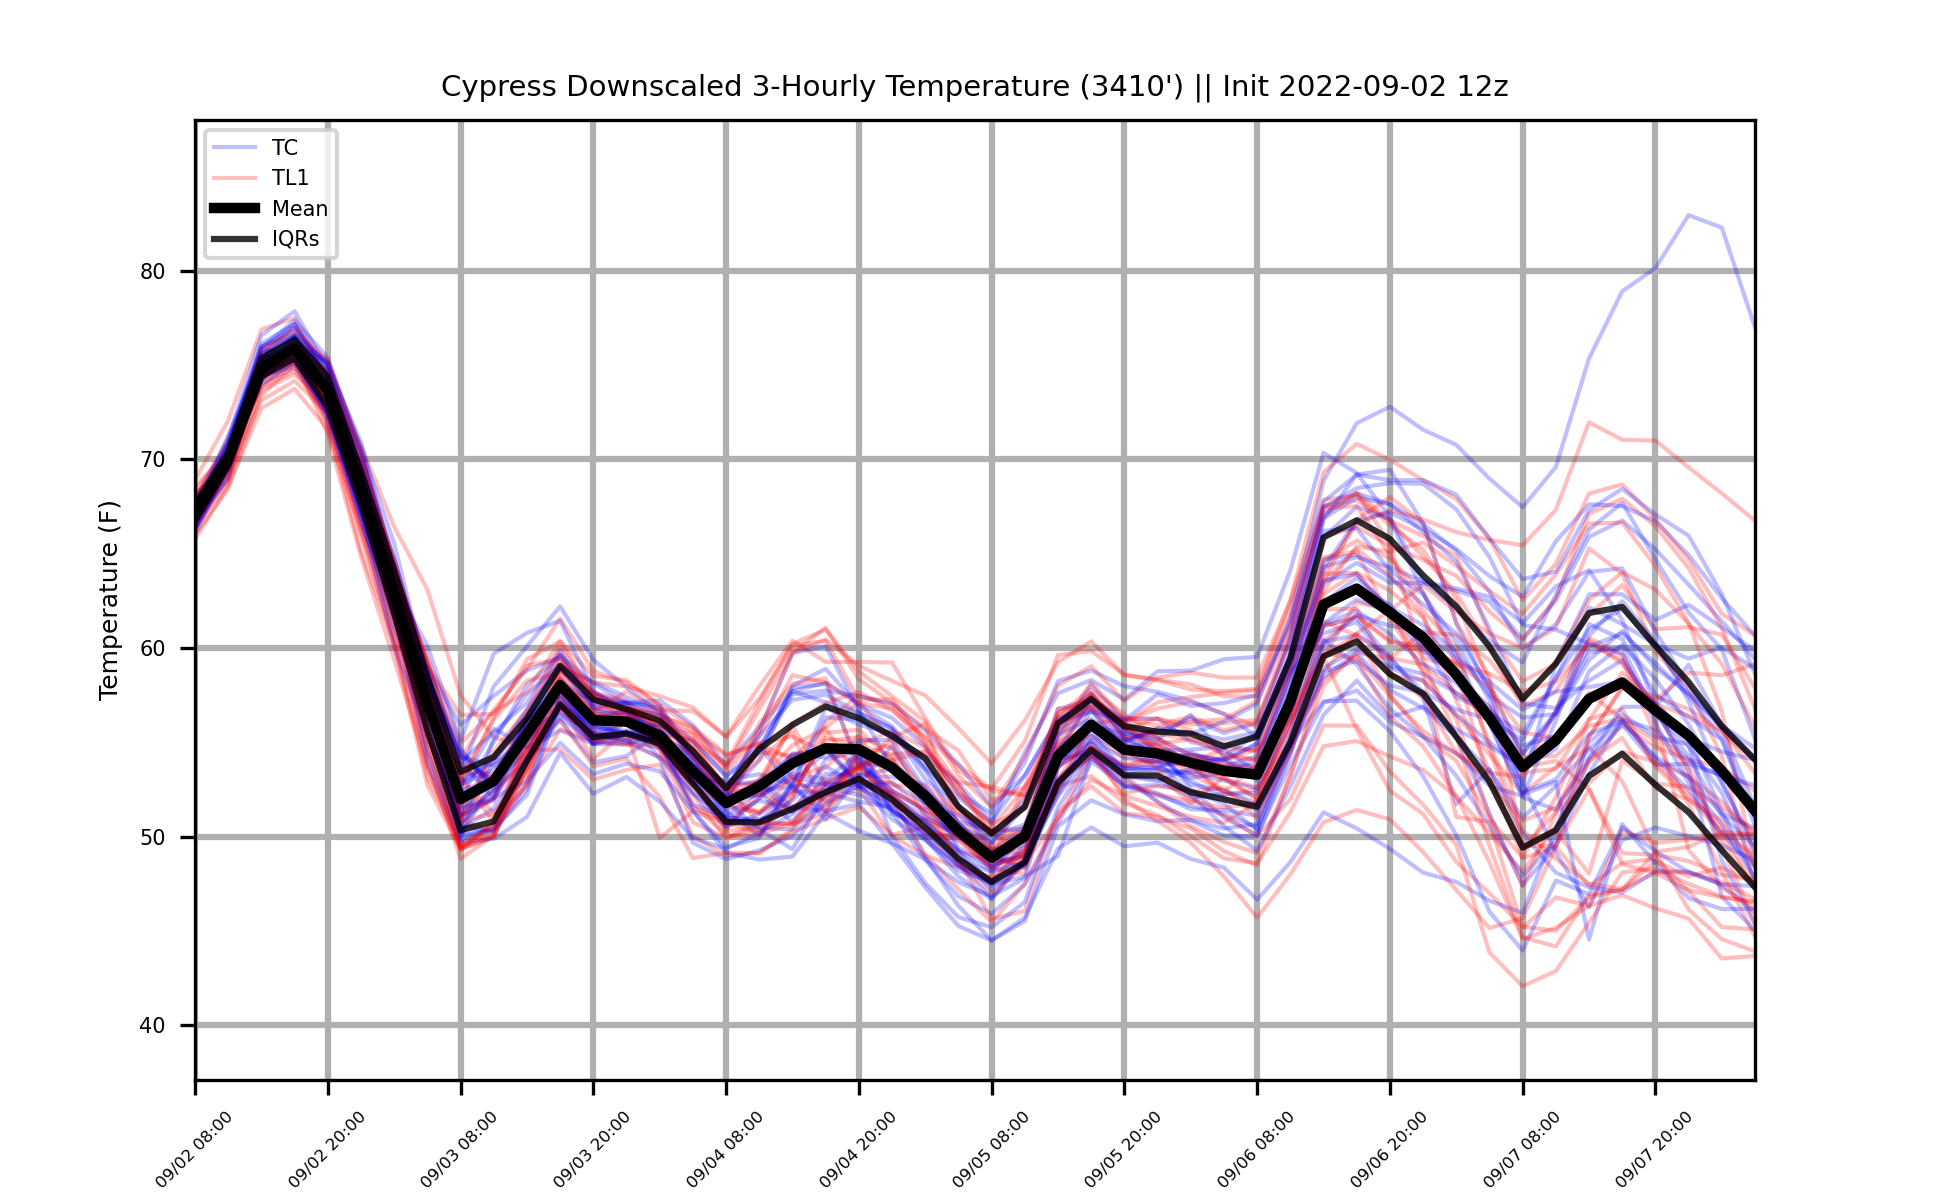 Cypress Downscaled 3-Hourly Temperature (3410') || Init 2022-09-02 12z
TC
TL1
Mean
IQRs
Temperature (F)
80
70
60
50
40
09/02 08:00
09/02 20:00
09/03 08:00
09/03 20:00
09/04 08:00
09/04 20:00
09/05 08:00
09/05 20:00
09/06 08:00
09/06 20:00
09/07 08:00
09/07 20:00